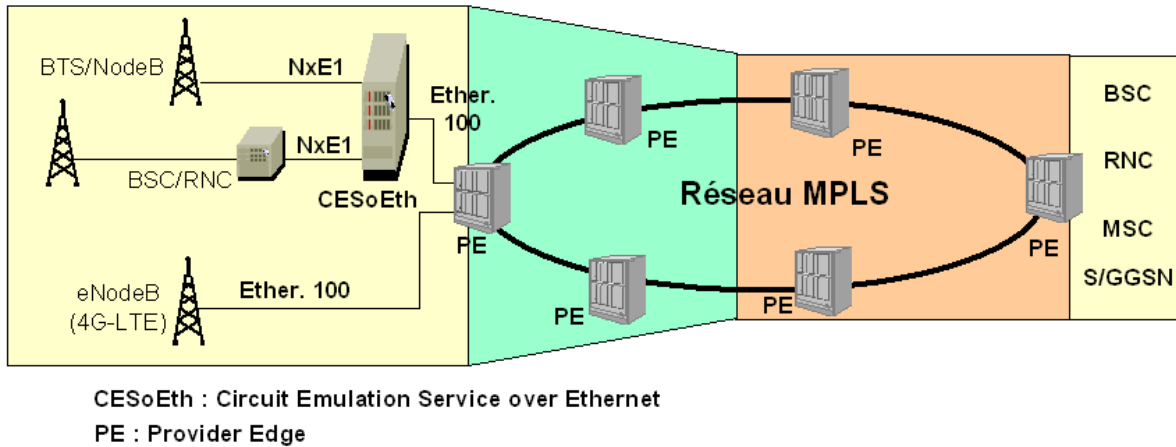 BTS/NodeB
NxE1
Ether.
100
NxE1
BSC/RNC
CESoEth
eNodeB
(4G-LTE)
Ether. 100
PE
PE
PE
PE
PE
PE
Réseau MPLS
BSC
RNC
MSC
S/GGSN
CESoEth : Circuit Emulation Service over Ethernet
PE : Provider Edge